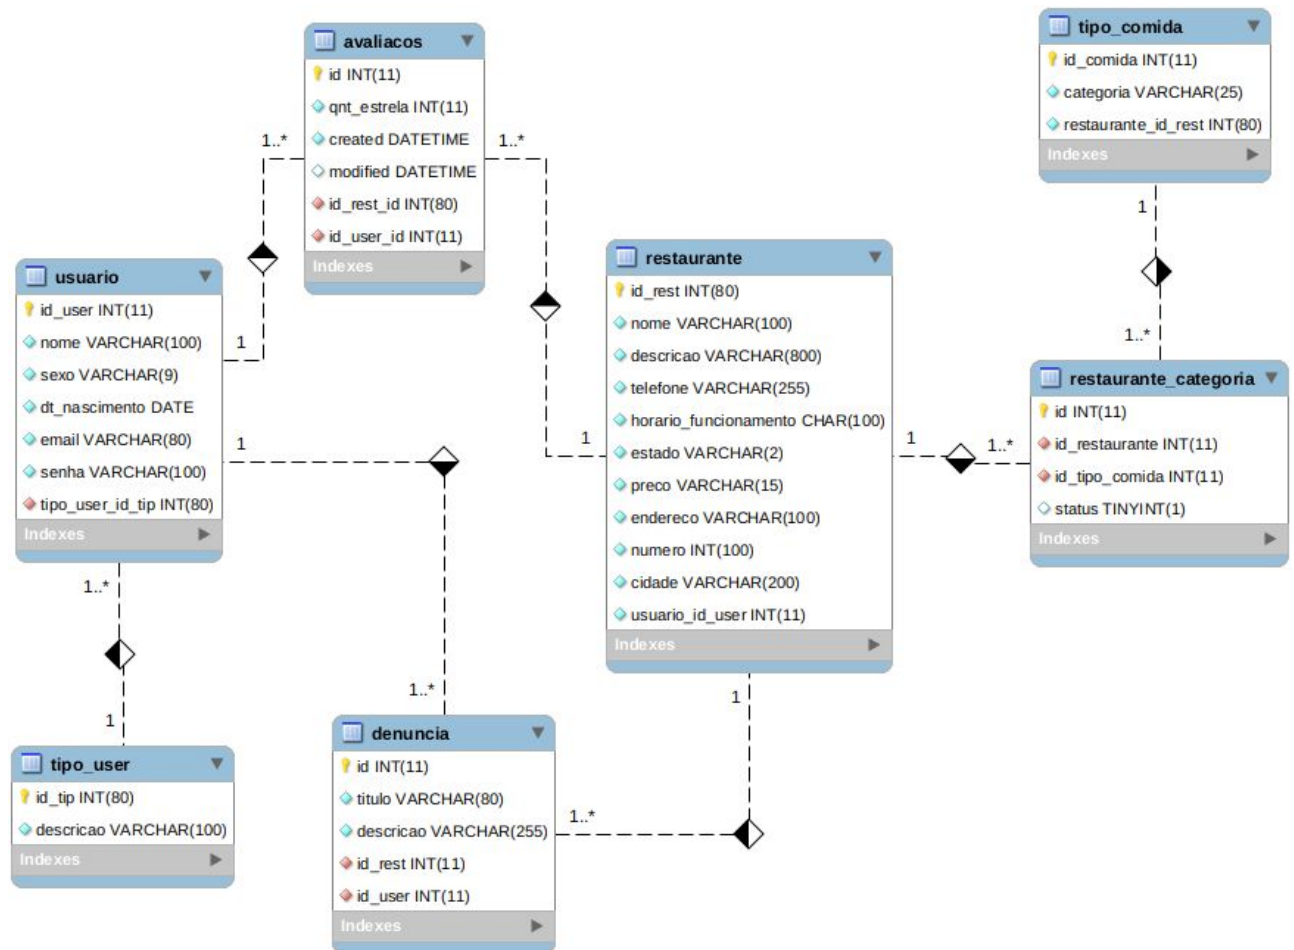 avaliacos
id INT(11)
qnt_estrela INT(11)
created DATETIME
modified DATETIME
id_rest_id INT(80)
id_user_id INT(11)
Indexes
1..*
1..*
tipo_comida
id_comida INT(11)
categoria VARCHAR(25)
restaurante_id_rest INT(80)
Indexes
1
1..*
usuario
id_user INT(11)
nome VARCHAR(100)
sexo VARCHAR(9)
dt_nascimento DATE
email VARCHAR(80)
senha VARCHAR(100)
tipo_user_id_tip INT(80)
Indexes
1
1
1..*
1
restaurante
id_rest INT(80)
nome VARCHAR(100)
descricao VARCHAR(800)
telefone VARCHAR(255)
horario_funcionamento CHAR(100)
estado VARCHAR(2)
preco VARCHAR(15)
endereco VARCHAR(100)
numero INT(100)
cidade VARCHAR(200)
usuario_id_user INT(11)
Indexes
1
1
1..*
1
restaurante_categoria
id INT(11)
id_restaurante INT(11)
id_tipo_comida INT(11)
status TINYINT(1)
Indexes
tipo_user
id_tip INT(80)
descricao VARCHAR(100)
Indexes
1..*
denuncia
id INT(11)
titulo VARCHAR(80)
descricao VARCHAR(255)
id_rest INT(11)
id_user INT(11)
Indexes
1..*